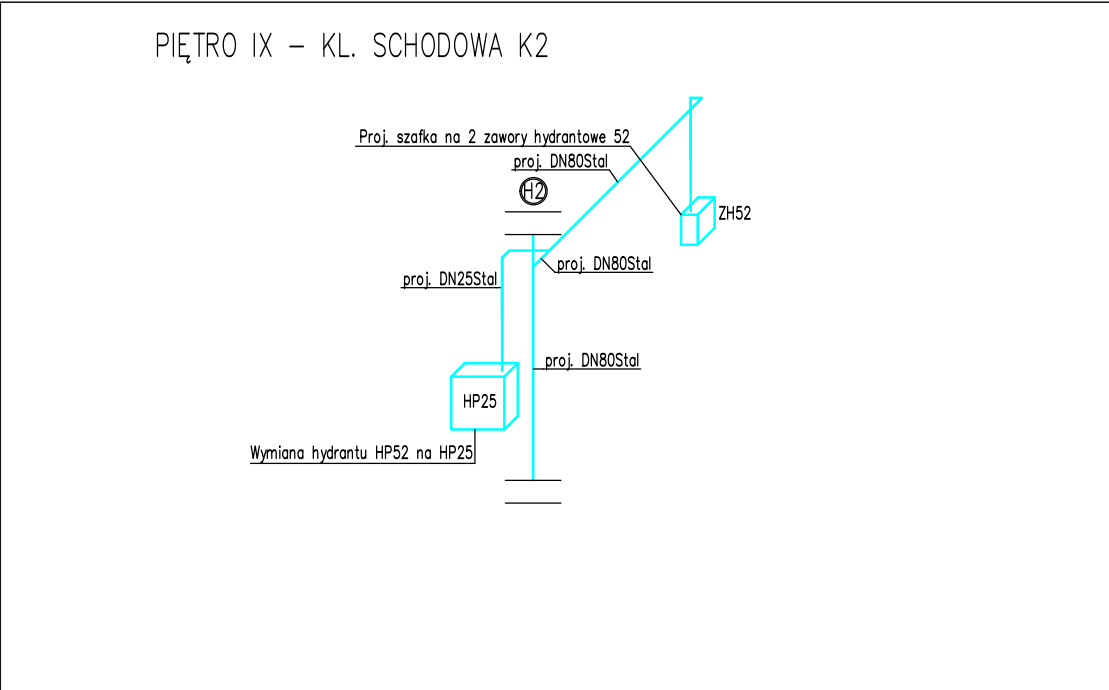 PIĘTRO IX – KL. SCHODOWA K2
Proj. szafka na 2 zawory hydrantowe 52
proj. DN80Stal
H2
ZH52
proj. DN80Stal
proj. DN25Stal
proj. DN80Stal
HP25
Wymiana hydrantu HP52 na HP25